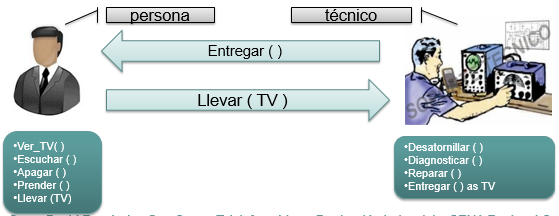 persona
técnico
Entregar ( )
Llevar ( TV )
•Ver_TV( )
•Escuchar ( )
•Apagar ( )
•Prender ( )
•Llevar (TV)
•Desatornillar ( )
•Diagnosticar ( )
•Reparar ( )
•Entregar ( ) as TV